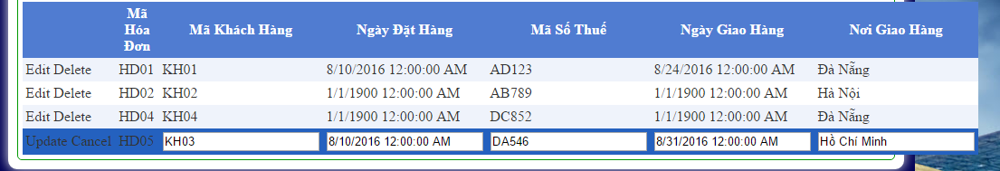 Mã Hóa Đơn Mã Khách Hàng Ngày Đặt Hàng Mã Số Thuế Ngày Giao Hàng Nơi Giao Hàng
Edit Delete HD01 KH01 8/10/2016 12:00:00 AM AD123 8/24/2016 12:00:00 AM Đà Nẵng
Edit Delete HD02 KH02 1/1/1900 12:00:00 AM AB789 1/1/1900 12:00:00 AM Hà Nội
Edit Delete HD04 KH04 1/1/1900 12:00:00 AM DC852 1/1/1900 12:00:00 AM Đà Nẵng
Update Cancel HD05 KH03 8/10/2016 12:00:00 AM DA546 8/31/2016 12:00:00 AM Hồ Chí Minh